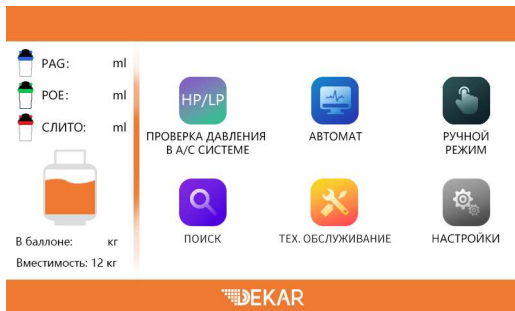 PAG: ml
POE: ml
СЛИТО: ml
В баллоне: кг
Вместимость: 12 кг
HP/LP
ПРОВЕРКА ДАВЛЕНИЯ
В А/С СИСТЕМЕ
АВТОМАТ
РУЧНОЙ
РЕЖИМ
ПОИСК
ТЕХ. ОБСЛУЖИВАНИЕ
НАСТРОЙКИ
DEKAR